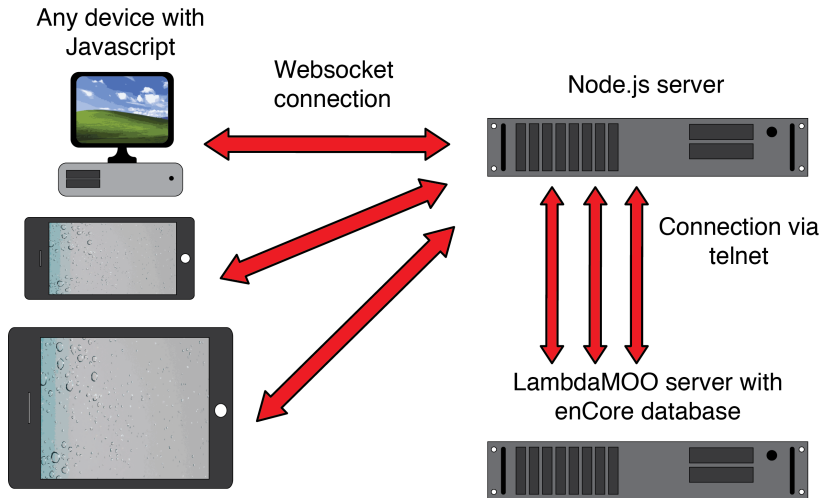 Any device with
Javascript
Websocket
connection
Node.js server
Connection via
telnet
LambdaMOO server with
enCore database